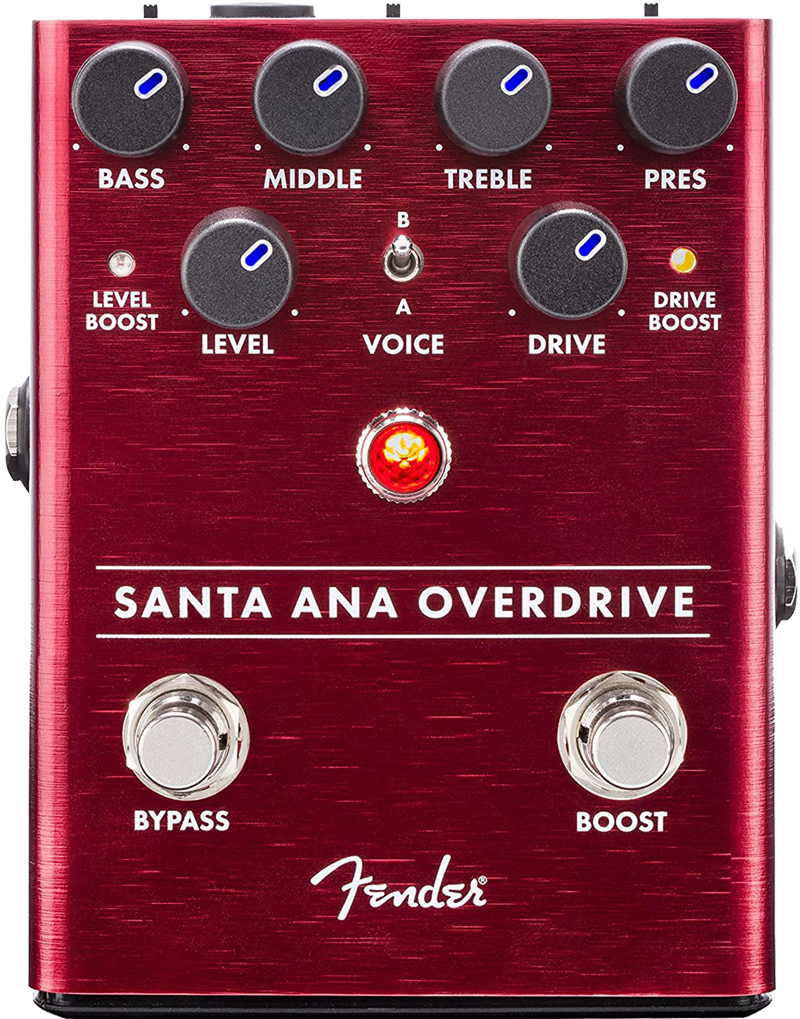 BASS MIDDLE TREBLE PRES
B
LEVEL BOOST
A
DRIVE BOOST
LEVEL VOICE DRIVE
SANTA ANA OVERDRIVE
BYPASS BOOST
Fender®